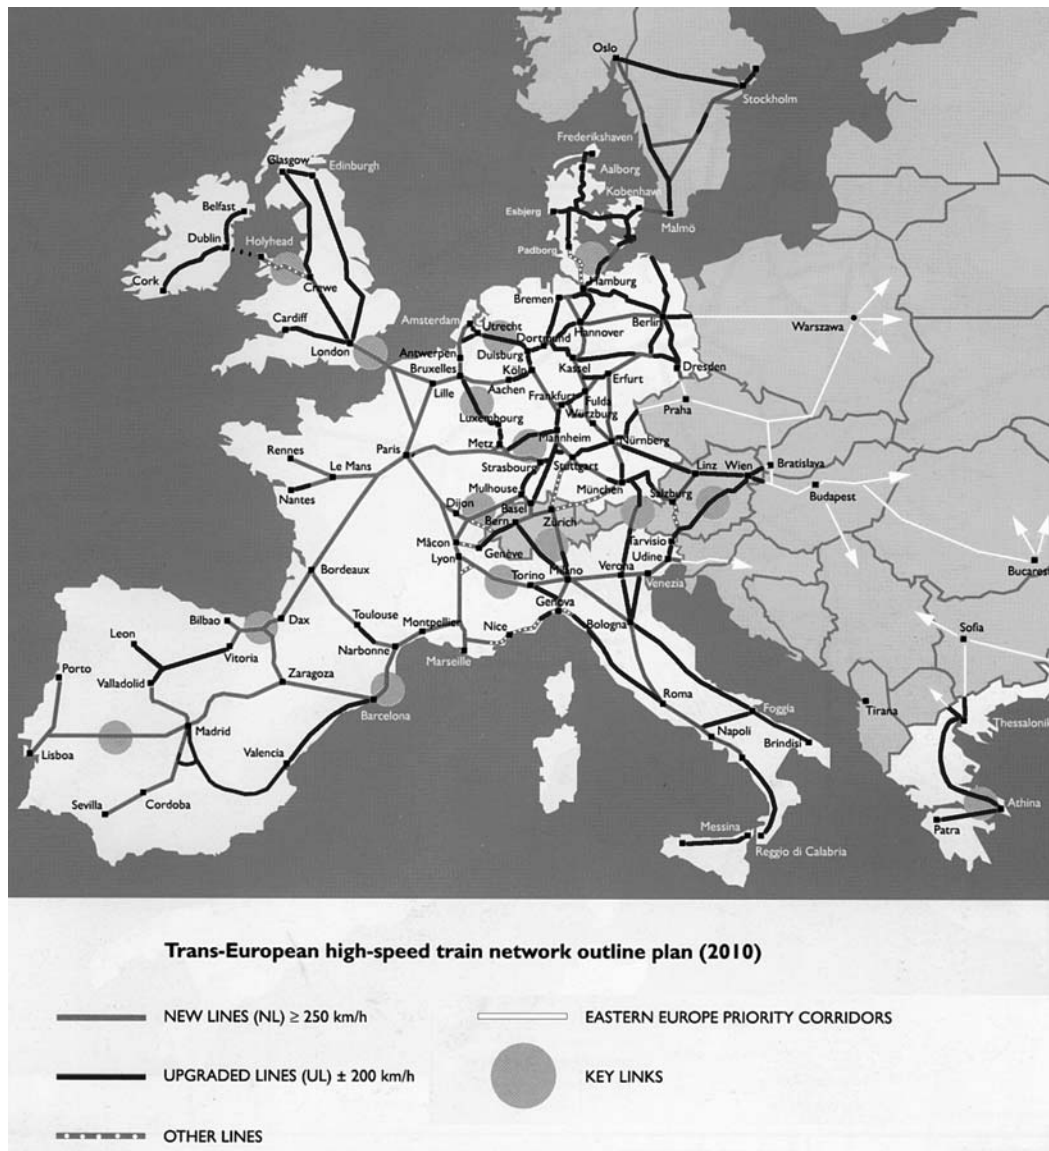 Oslo
Stockholm
Frederikshaven
Aalborg
Glasgow
Edinburgh
Kobenhavn
Belfast
Esbjerg
Malmö
Dublin
Holyhead
Padborg
Cork
Crewe
Hamburg
Bremen
Cardiff
Amsterdam
Utrecht
Hannover
Berlin
Warszawa
London
Dortmund
Antwerpen
Duisburg
Bruxelles
Köln
Kassel
Dresden
Lille
Aachen
Erfurt
Frankfurt
Fulda
Praha
Luxembourg
Würzburg
Rennes
Paris
Metz
Mannheim
Nürnberg
Le Mans
Strasbourg
Stuttgart
Linz
Wien
Bratislava
Nantes
Mulhouse
München
Salzburg
Budapest
Dijon
Basel
Bern
Zürich
Mâcon
Tarvisio
Genève
Udine
Lyon
Bucarest
Bordeaux
Torino
Milano
Verona
Venezia
Genova
Bilbao
Dax
Toulouse
Montpellier
Nice
Bologna
Leon
Sofia
Vitoria
Narbonne
Marseille
Porto
Zaragoza
Valladolid
Roma
Barcelona
Foggia
Tirana
Thessaloniki
Madrid
Lisboa
Valencia
Napoli
Brindisi
Sevilla
Cordoba
Athina
Messina
Patra
Reggio di Calabria
Trans-European high-speed train network outline plan (2010)
NEW LINES (NL) ≥ 250 km/h
EASTERN EUROPE PRIORITY CORRIDORS
UPGRADED LINES (UL) ± 200 km/h
KEY LINKS
OTHER LINES